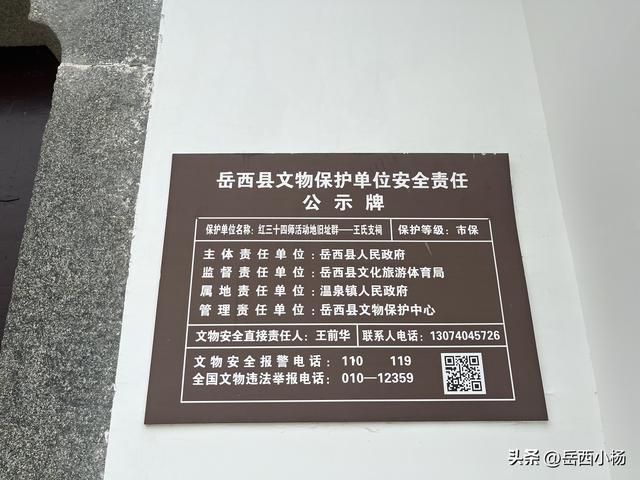 岳西县文物保护单位安全责任
公示牌
保护单位名称：红三十四师活动地旧址群——王氏支祠 保护等级：市保
主体责任单位：岳西县人民政府
监督责任单位：岳西县文化旅游体育局
属地责任单位：温泉镇人民政府
管理责任单位：岳西县文物保护中心
文物安全直接责任人：王前华 联系人电话：13074045726
文物安全报警电话：110 119
全国文物违法举报电话：010—12359
头条 @岳西小杨